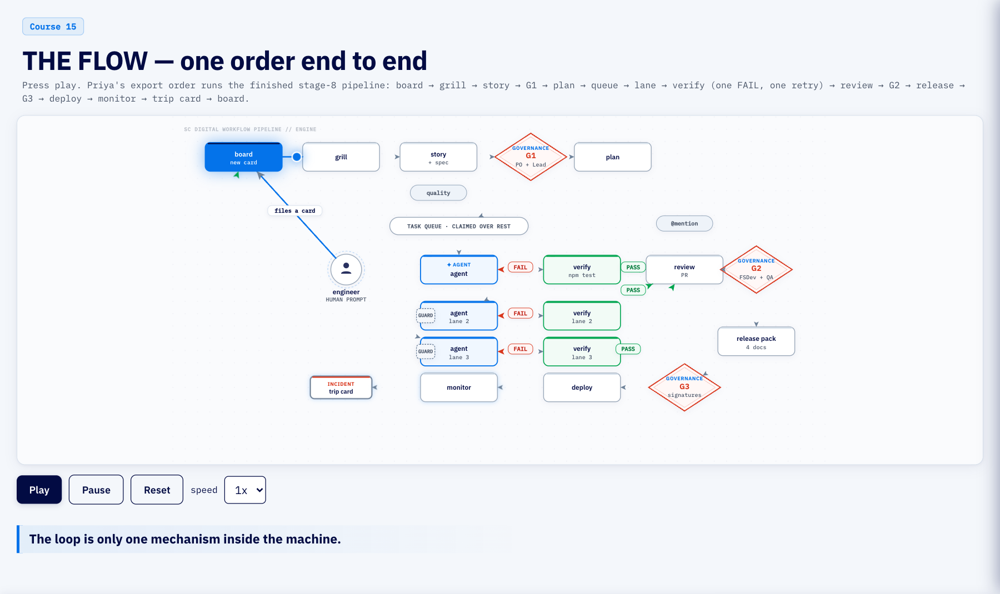 Course 15
THE FLOW — one order end to end
Press play. Priya's export order runs the finished stage-8 pipeline: board → grill → story → G1 → plan → queue → lane → verify (one FAIL, one retry) → review → G2 → release →
G3 → deploy → monitor → trip card → board.
SC DIGITAL WORKFLOW PIPELINE // ENGINE
board
new card
grill
story
+ spec
GOVERNANCE
G1
PO + Lead
plan
quality
files a card
TASK QUEUE · CLAIMED OVER REST
@mention
engineer
HUMAN PROMPT
✦ AGENT
agent
FAIL
verify
npm test
PASS
review
PR
GOVERNANCE
G2
FSDev + QA
PASS
GUARD
agent
lane 2
FAIL
verify
lane 2
GUARD
agent
lane 3
FAIL
verify
lane 3
PASS
release pack
4 docs
INCIDENT
trip card
monitor
deploy
GOVERNANCE
G3
signatures
Play
Pause
Reset
speed
1x
The loop is only one mechanism inside the machine.